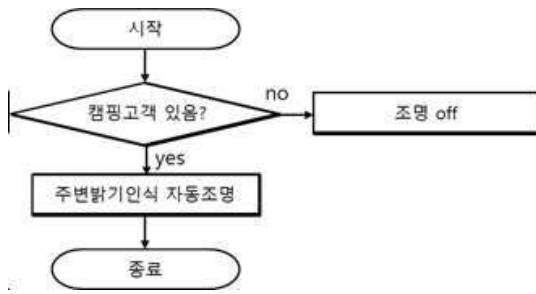 시작
캠핑고객 있음?
no
조명 off
yes
주변밝기인식 자동조명
종료